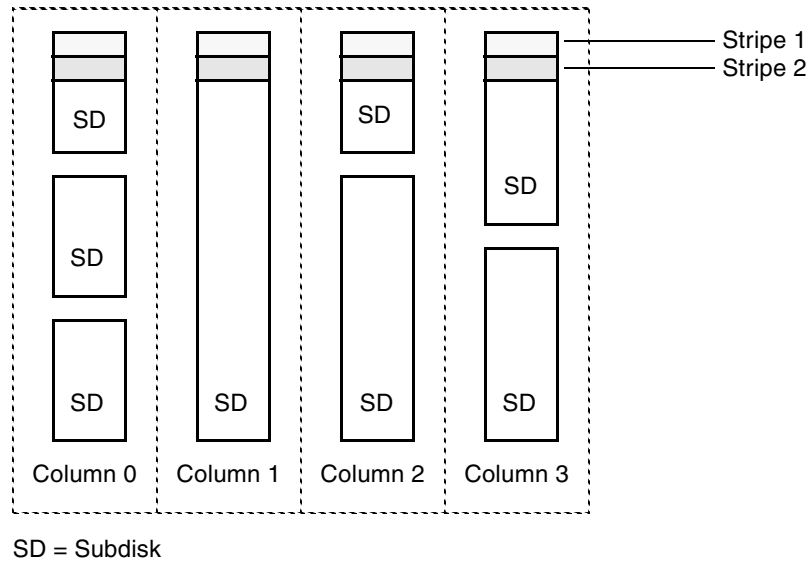 Stripe 1
Stripe 2
SD
SD
SD
SD
SD
SD
SD
SD
Column 0
Column 1
Column 2
Column 3
SD = Subdisk